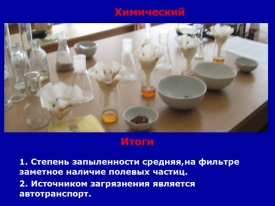 Химический
Итоги
1. Степень запыленности средняя,на фильтре
заметное наличие полевых частиц.
2. Источником загрязнения является
автотранспорт.